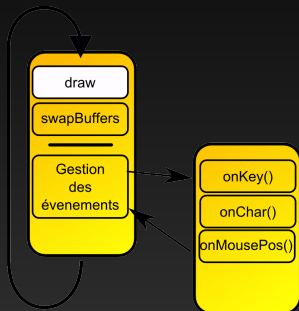 draw
swapBuffers
Gestion
des
évenements
onKey()
onChar()
onMousePos()